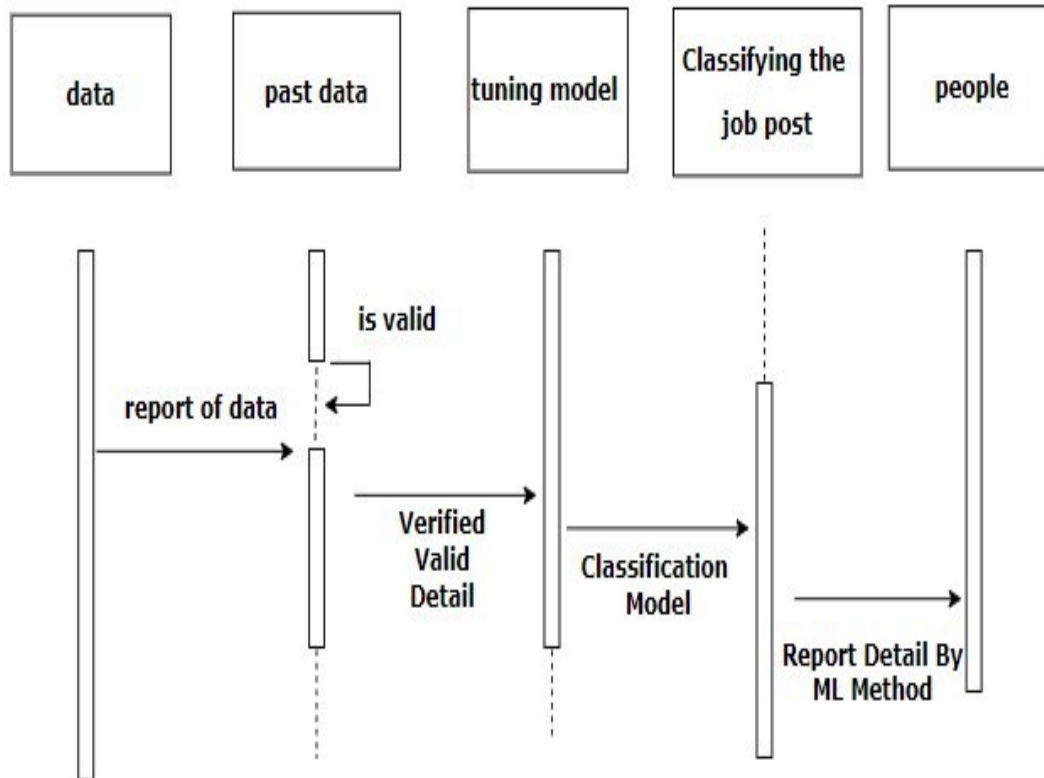 data
past data
tuning model
Classifying the
job post
people
is valid
report of data
Verified
Valid
Detail
Classification
Model
Report Detail By
ML Method